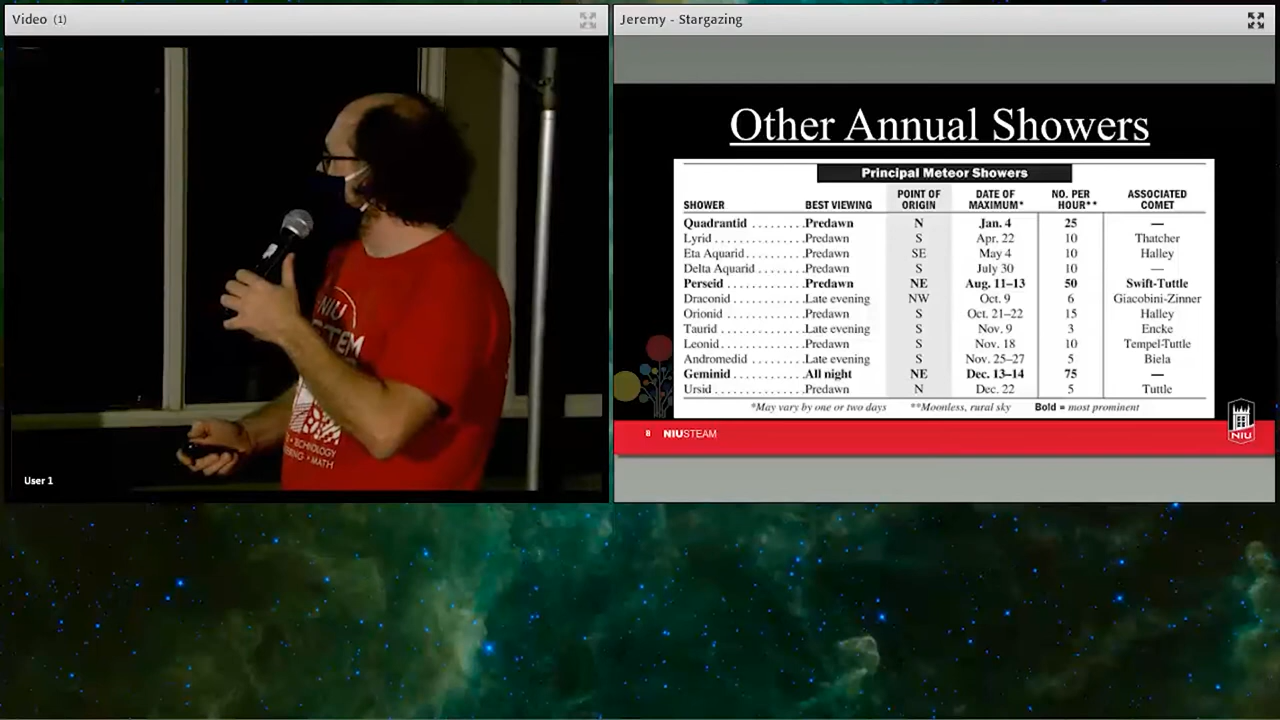 Video (1)
NIU
STEM
• TECHNOLOGY
• MATH
User 1
Jeremy - Stargazing
Other Annual Showers
Principal Meteor Showers
SHOWER BEST VIEWING POINT OF ORIGIN DATE OF MAXIMUM* NO. PER HOUR** ASSOCIATED COMET
Quadrantid ........ Predawn N Jan. 4 25 —
Lyrid ............... Predawn S Apr. 22 10 Thatcher
Eta Aquarid ........ Predawn SE May 4 10 Halley
Delta Aquarid ...... Predawn S July 30 10 —
Perseid ............ Predawn NE Aug. 11–13 50 Swift-Tuttle
Draconid ........... Late evening NW Oct. 9 6 Giacobini-Zinner
Orionid ............ Predawn S Oct. 21–22 15 Halley
Taurid ............. Late evening S Nov. 9 3 Encke
Leonid ............. Predawn S Nov. 18 10 Tempel-Tuttle
Andromedid ........ Late evening S Nov. 25–27 5 Biela
Geminid ............ All night NE Dec. 13–14 75 —
Ursid .............. Predawn N Dec. 22 5 Tuttle
*May vary by one or two days **Moonless, rural sky Bold = most prominent
8 NIUSTEAM
NIU